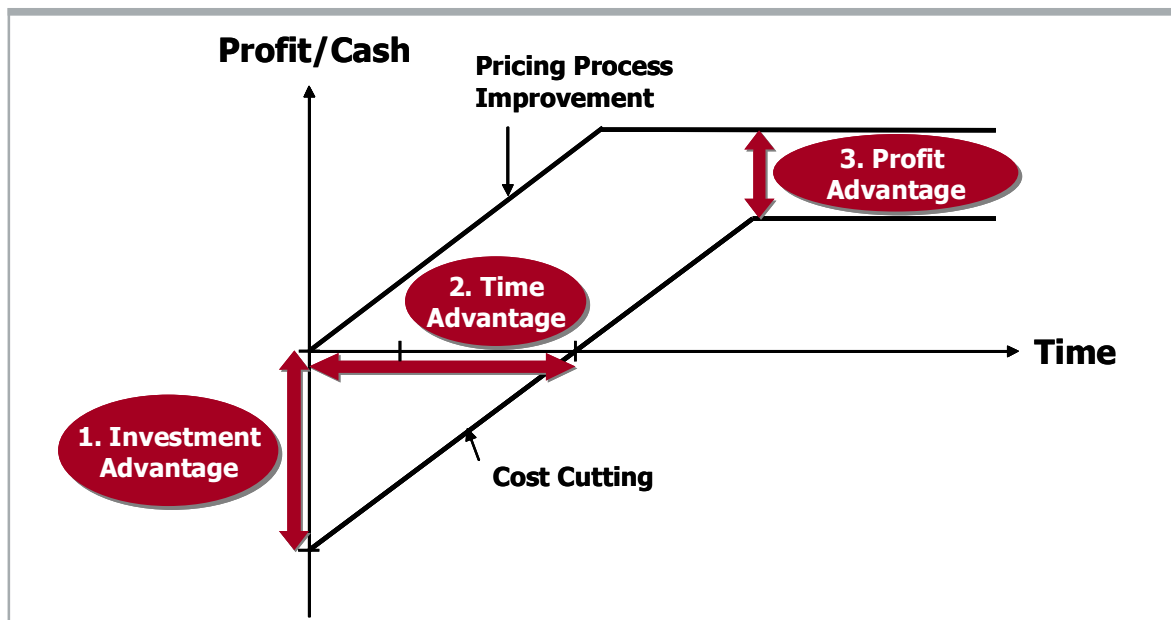 Profit/Cash
Pricing Process
Improvement
3. Profit
Advantage
2. Time
Advantage
Time
1. Investment
Advantage
Cost Cutting